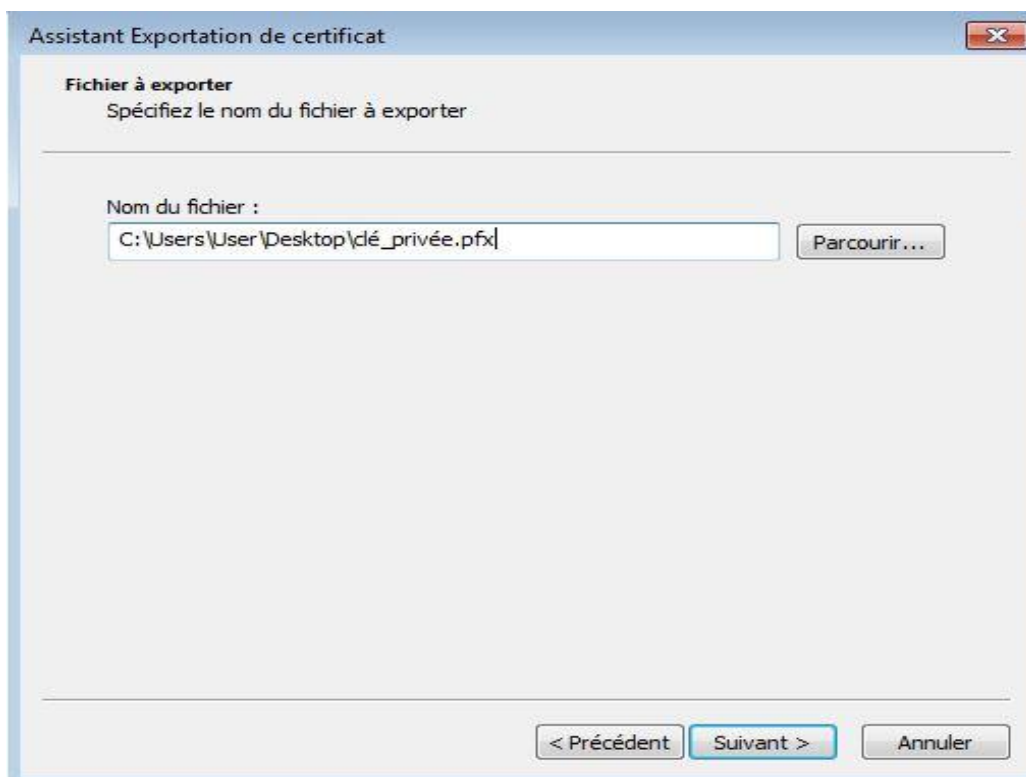 Assistant Exportation de certificat
Fichier à exporter
Spécifiez le nom du fichier à exporter
Nom du fichier :
C:\Users\User\Desktop\clé_privée.pfx
Parcourir...
< Précédent
Suivant >
Annuler